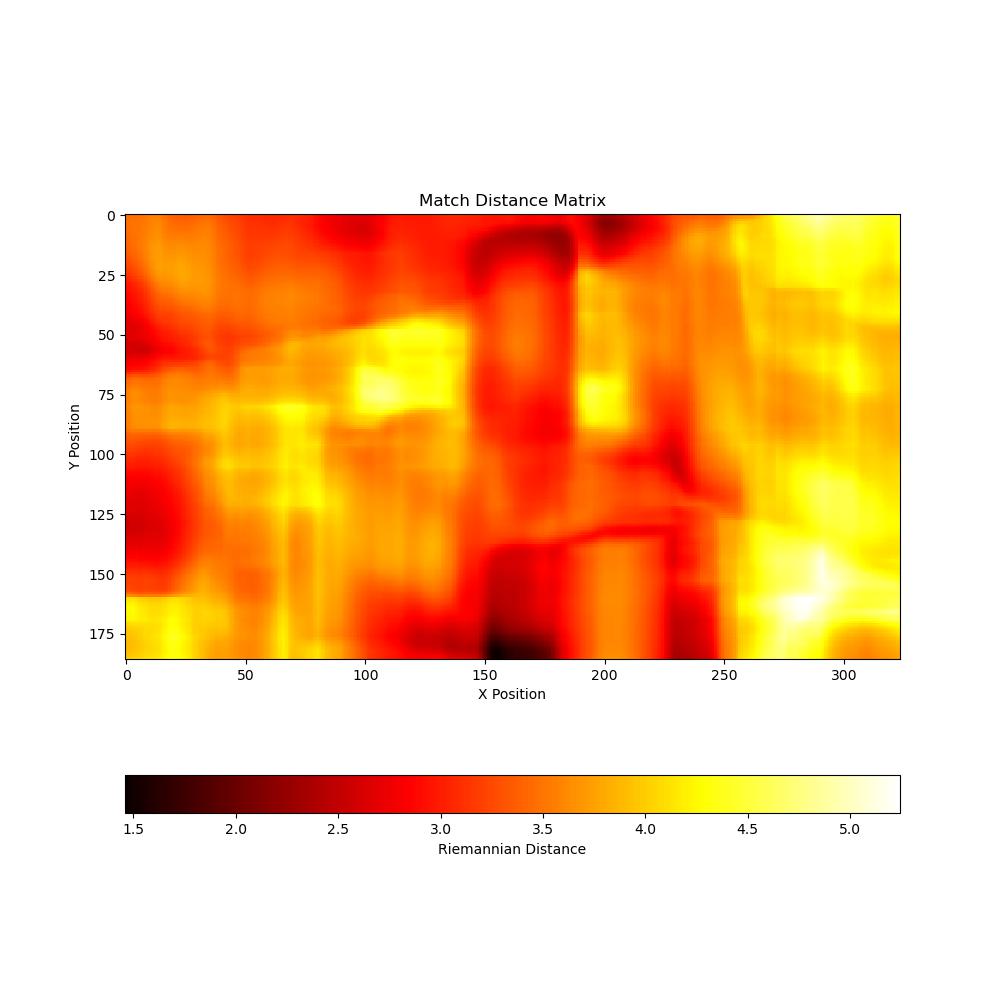 Match Distance Matrix
0
25
50
75
100
125
150
175
Y Position
0 50 100 150 200 250 300
X Position
1.5 2.0 2.5 3.0 3.5 4.0 4.5 5.0
Riemannian Distance